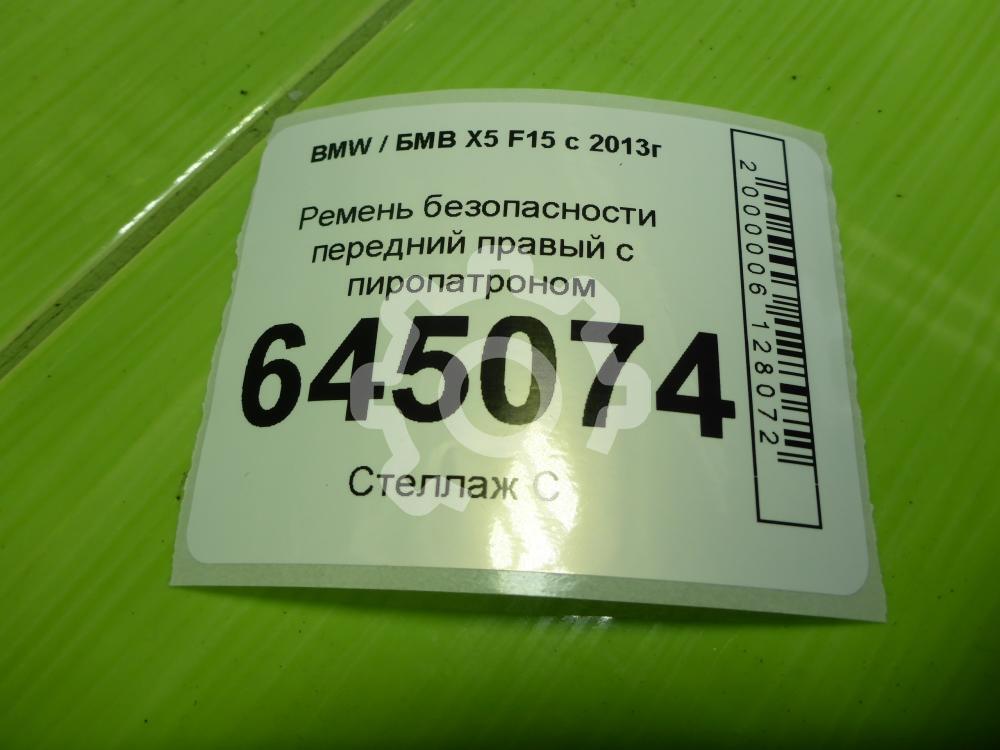 BMW / БМВ X5 F15 с 2013г
Ремень безопасности
передний правый с
пиропатроном
645074
Стеллаж С
2000006128072